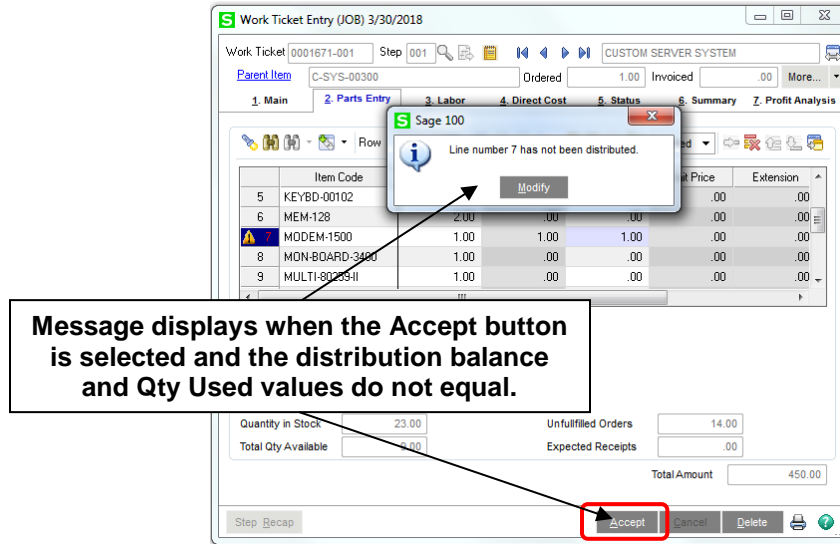 S Work Ticket Entry (JOB) 3/30/2018
Work Ticket 0001671-001 Step 001 CUSTOM SERVER SYSTEM
Parent Item C-SYS-00300 Ordered 1.00 Invoiced .00 More...
1. Main 2. Parts Entry 3. Labor 4. Direct Cost 5. Status 6. Summary 7. Profit Analysis
S Sage 100
Row
Line number 7 has not been distributed.
Modify
Item Code Price Extension
5 KEYBD-00102 .00 .00
6 MEM-128 2.00 .00 .00 .00 .00
7 MODEM-1500 1.00 1.00 1.00 .00 .00
8 MON-BOARD-3400 1.00 .00 .00 .00 .00
9 MULTI-80259-II 1.00 .00 .00 .00 .00
Message displays when the Accept button
is selected and the distribution balance
and Qty Used values do not equal.
Quantity in Stock 23.00 Unfullfilled Orders 14.00
Total Qty Available 9.00 Expected Receipts .00
Total Amount 450.00
Step Recap Accept Cancel Delete